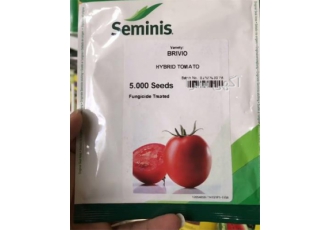 Seminis
Variety:
BRIVIO
HYBRID TOMATO
5.000 Seeds
Fungicide Treated